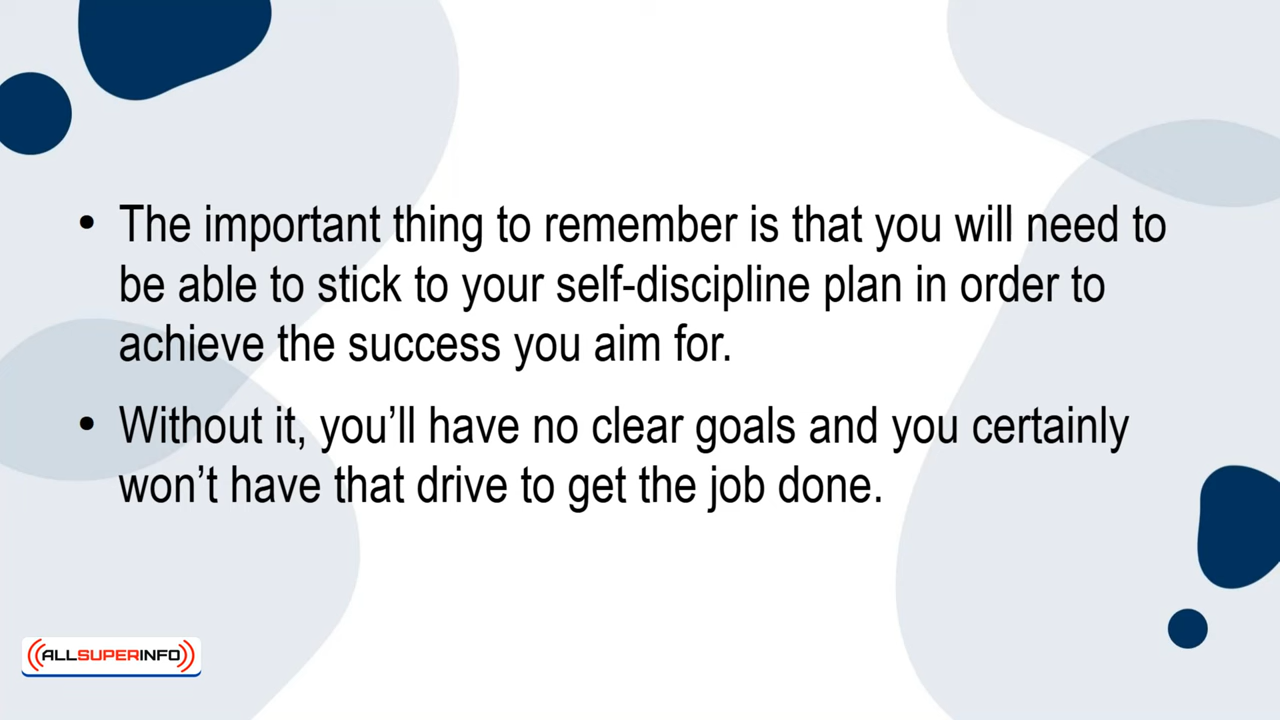 • The important thing to remember is that you will need to
be able to stick to your self-discipline plan in order to
achieve the success you aim for.
• Without it, you’ll have no clear goals and you certainly
won’t have that drive to get the job done.
ALLSUPERINFO